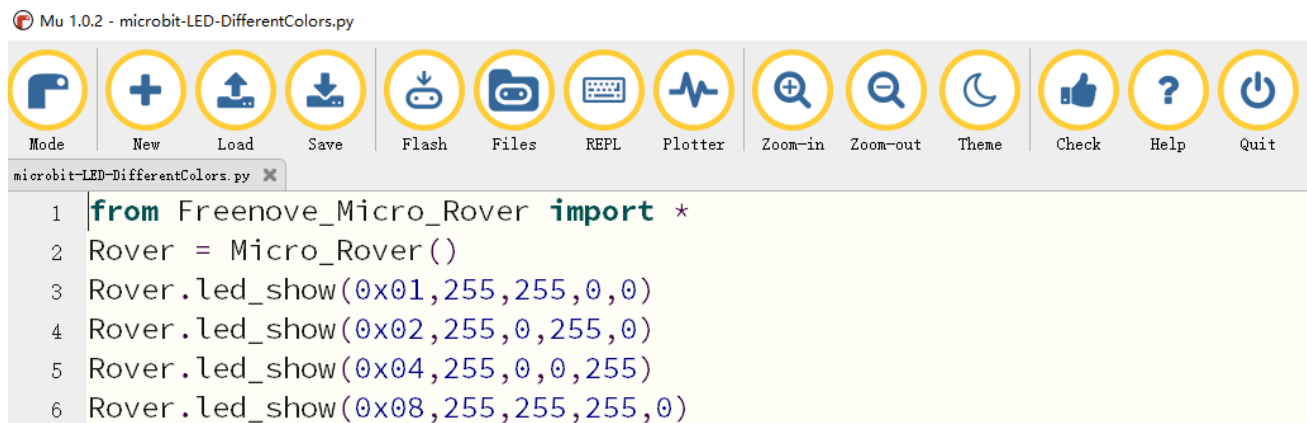 Mu 1.0.2 - microbit-LED-DifferentColors.py
Mode New Load Save Flash Files REPL Plotter Zoom-in Zoom-out Theme Check Help Quit
microbit-LED-DifferentColors.py
1 from Freenove_Micro_Rover import *
2 Rover = Micro_Rover()
3 Rover.led_show(0x01,255,255,0,0)
4 Rover.led_show(0x02,255,0,255,0)
5 Rover.led_show(0x04,255,0,0,255)
6 Rover.led_show(0x08,255,255,255,0)